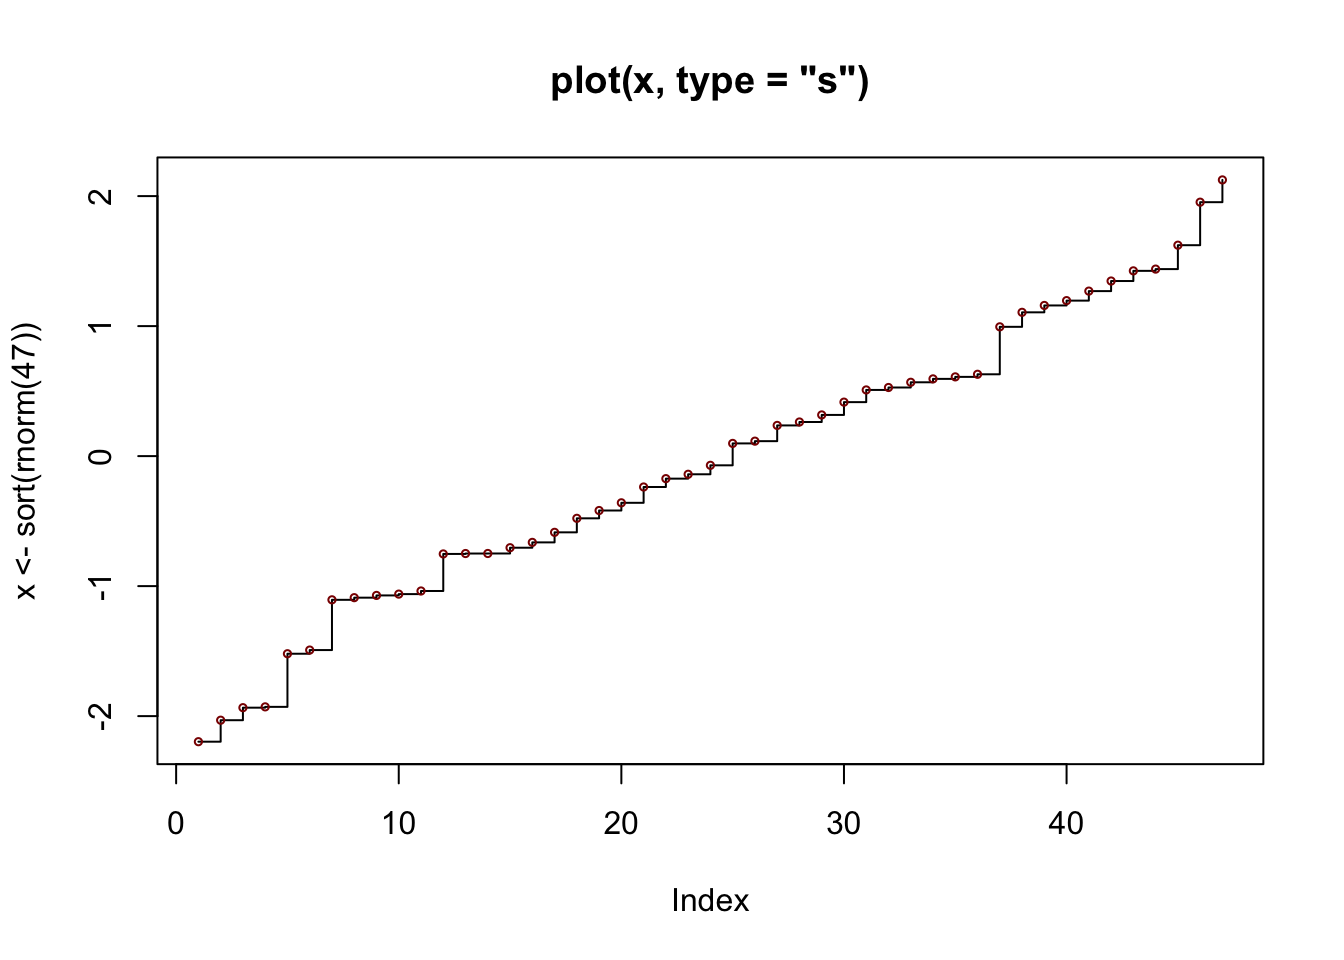 plot(x, type = "s")
x <- sort(rnorm(47))
2
1
0
-1
-2
0 10 20 30 40
Index